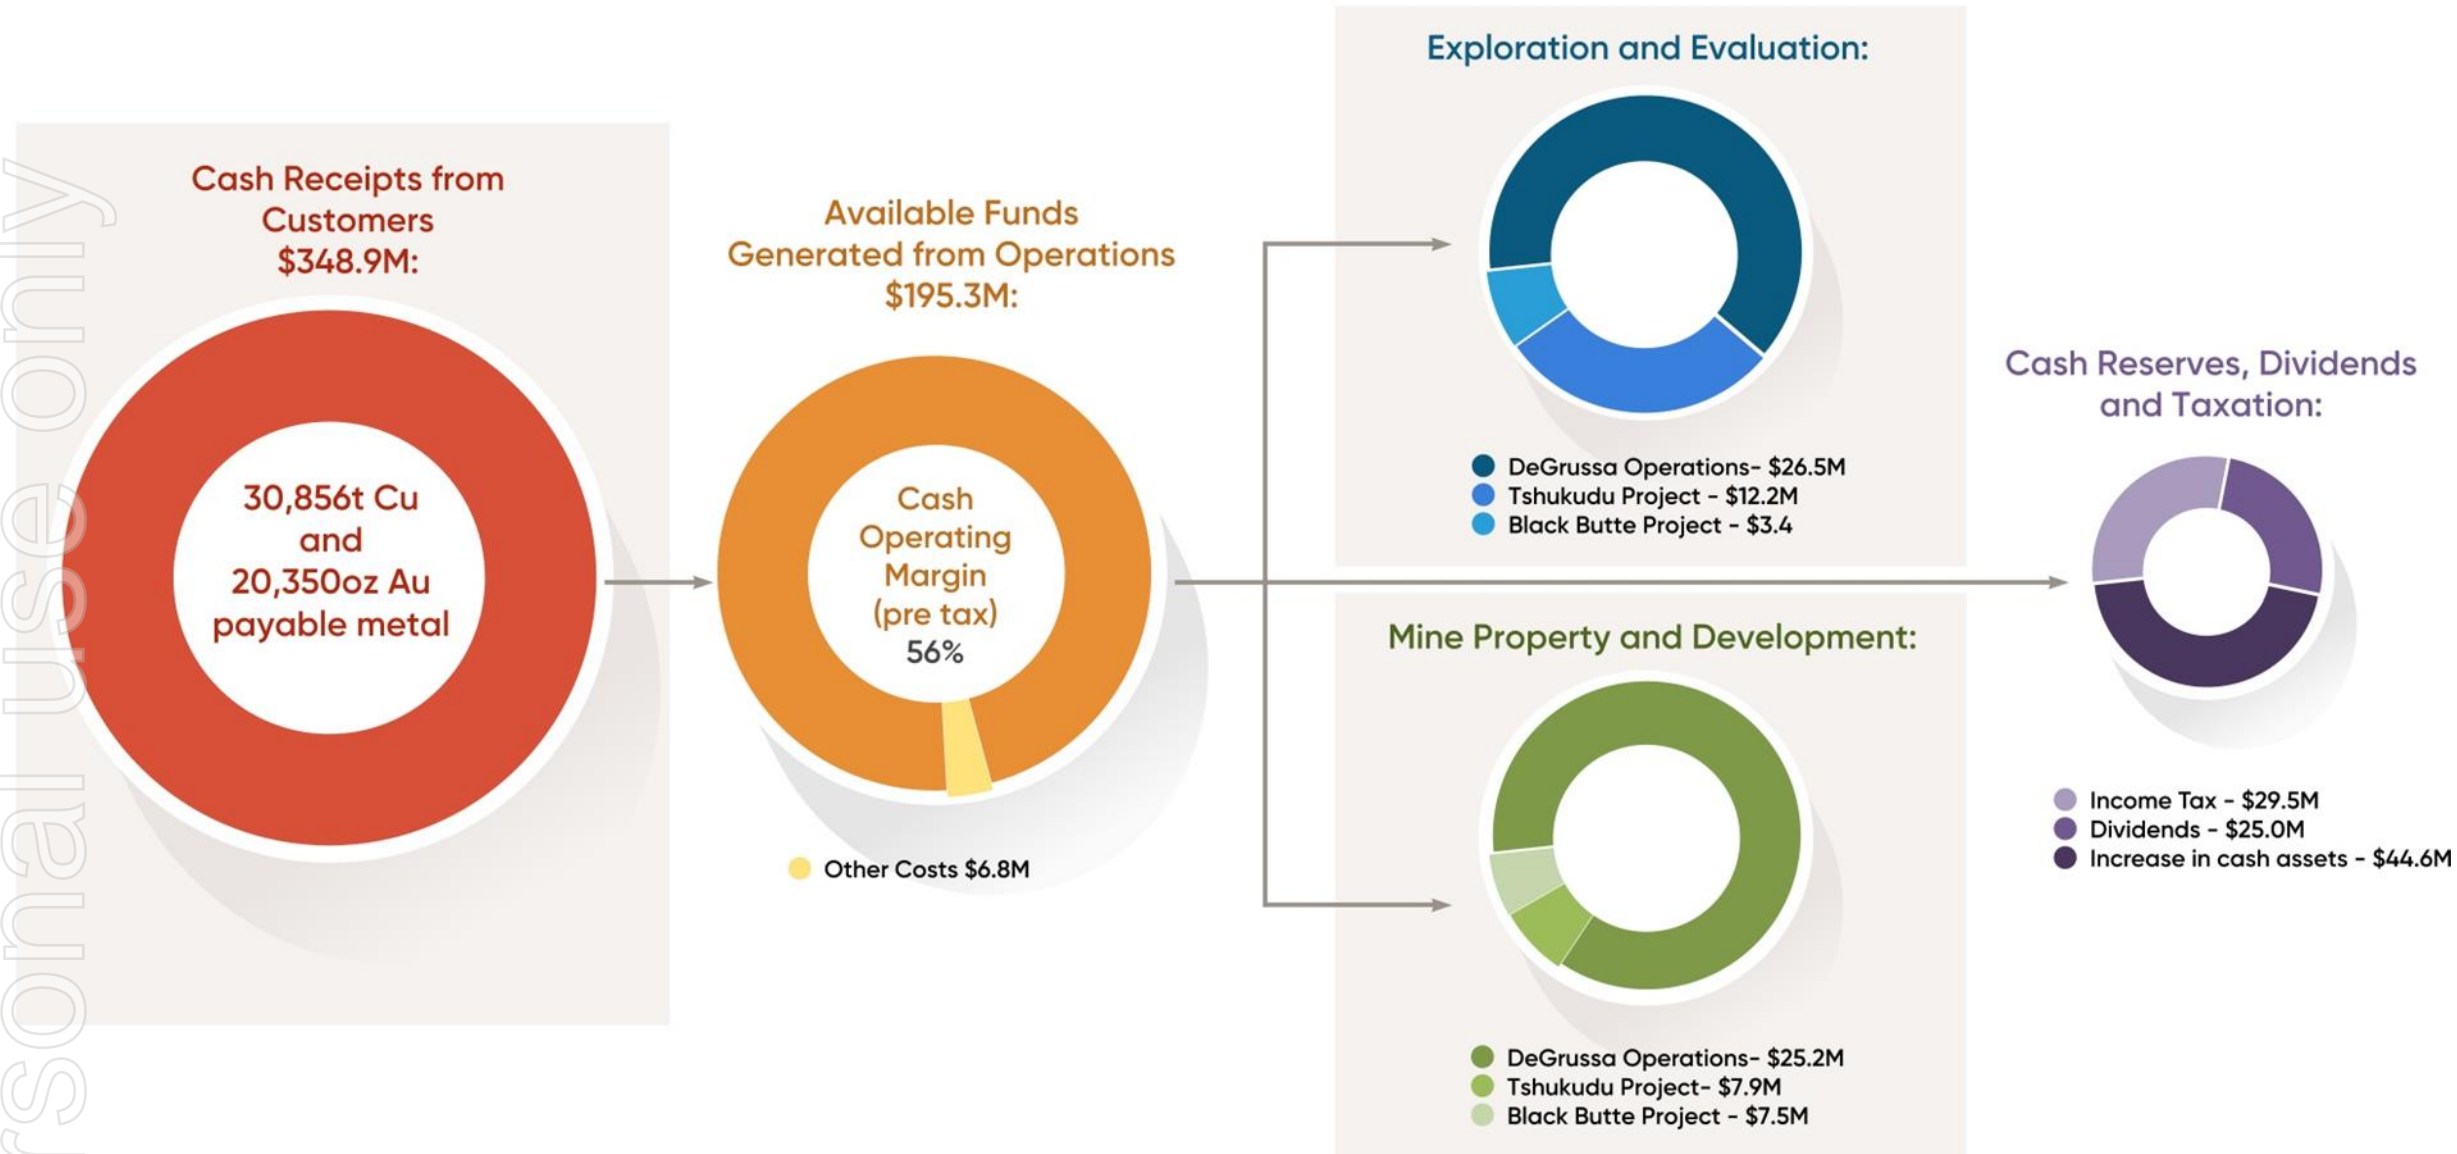 rsonal use only
Cash Receipts from
Customers
$348.9M:
30,856t Cu
and
20,350oz Au
payable metal
Available Funds
Generated from Operations
$195.3M:
Cash
Operating
Margin
(pre tax)
56%
Other Costs $6.8M
Exploration and Evaluation:
DeGrussa Operations- $26.5M
Tshukudu Project - $12.2M
Black Butte Project - $3.4
Mine Property and Development:
DeGrussa Operations- $25.2M
Tshukudu Project- $7.9M
Black Butte Project - $7.5M
Cash Reserves, Dividends
and Taxation:
Income Tax - $29.5M
Dividends - $25.0M
Increase in cash assets - $44.6M